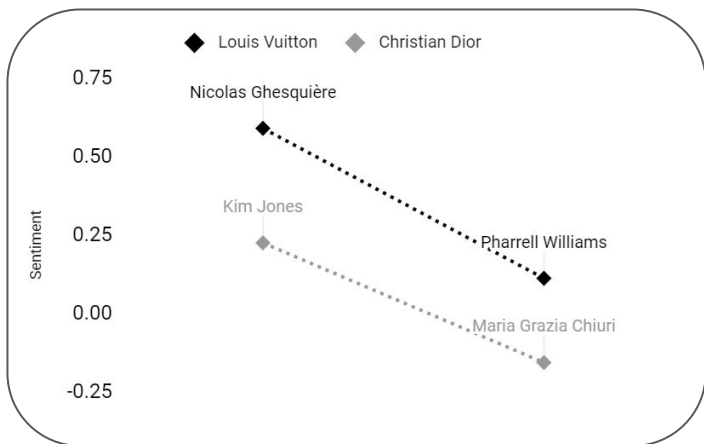 Louis Vuitton
Christian Dior
0.75
Nicolas Ghesquière
0.50
Kim Jones
0.25
Pharrell Williams
Sentiment
0.00
Maria Grazia Chiuri
-0.25